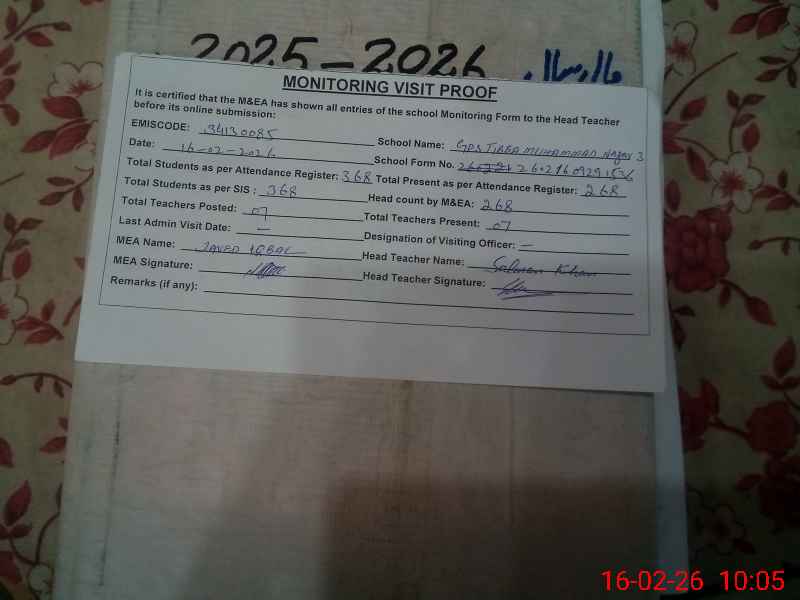 2025-2026 مالی سال
MONITORING VISIT PROOF
It is certified that the M&EA has shown all entries of the school Monitoring Form to the Head Teacher
before its online submission:
EMISCODE: 34130085 School Name: GPS TIBBA MUHAMMAD Nagar 3
Date: 16-02-2026 School Form No.
Total Students as per Attendance Register: 368 Total Present as per Attendance Register: 268
Total Students as per SIS : 368 Head count by M&EA: 268
Total Teachers Posted: 07 Total Teachers Present: 07
Last Admin Visit Date: — Designation of Visiting Officer: —
MEA Name: JAVED IQBAL Head Teacher Name: Salman Khan
MEA Signature: Head Teacher Signature:
Remarks (if any):
16-02-26 10:05